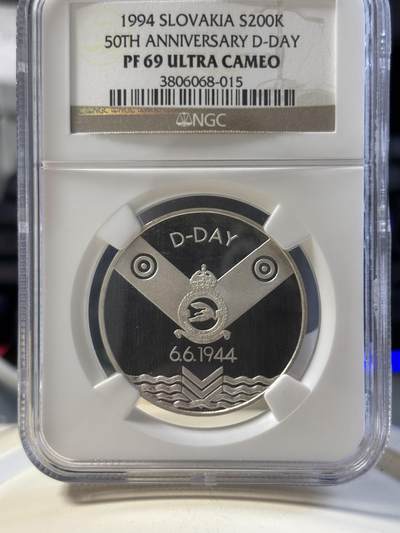 1994 SLOVAKIA S200K
50TH ANNIVERSARY D-DAY
PF 69 ULTRA CAMEO
3806068-015
NGC
D-DAY
6.6.1944